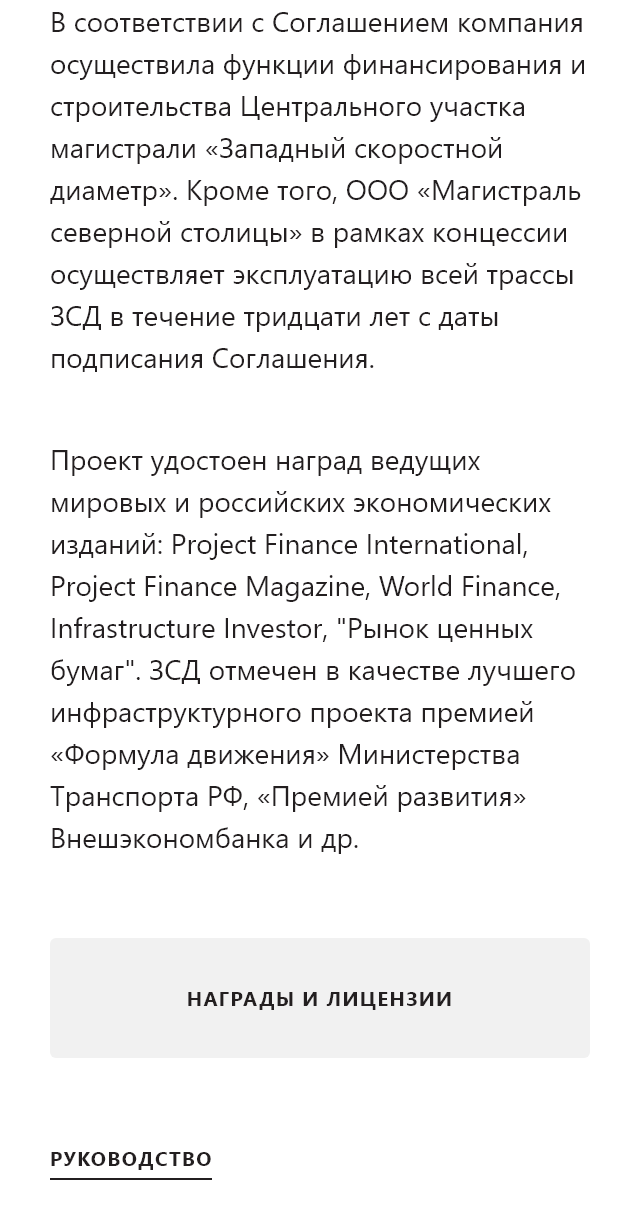 В соответствии с Соглашением компания
осуществила функции финансирования и
строительства Центрального участка
магистрали «Западный скоростной
диаметр». Кроме того, ООО «Магистраль
северной столицы» в рамках концессии
осуществляет эксплуатацию всей трассы
ЗСД в течение тридцати лет с даты
подписания Соглашения.
Проект удостоен наград ведущих
мировых и российских экономических
изданий: Project Finance International,
Project Finance Magazine, World Finance,
Infrastructure Investor, "Рынок ценных
бумаг". ЗСД отмечен в качестве лучшего
инфраструктурного проекта премией
«Формула движения» Министерства
Транспорта РФ, «Премией развития»
Внешэкономбанка и др.
НАГРАДЫ И ЛИЦЕНЗИИ
РУКОВОДСТВО